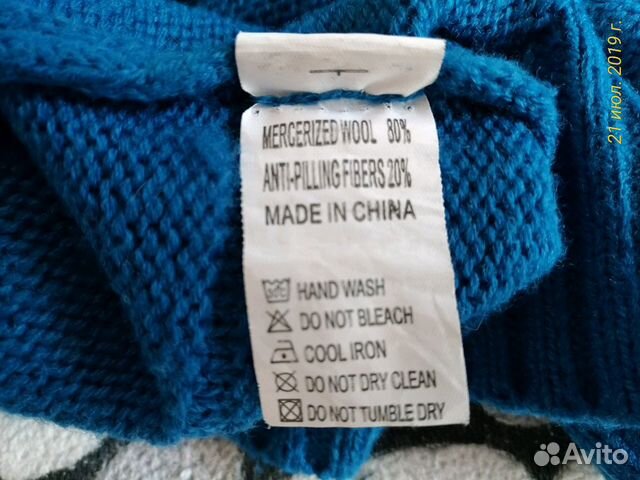 MERCERIZED WOOL 80%
ANTI-PILLING FIBERS 20%
MADE IN CHINA
HAND WASH
DO NOT BLEACH
COOL IRON
DO NOT DRY CLEAN
DO NOT TUMBLE DRY
21 июл. 2019 г.
Avito